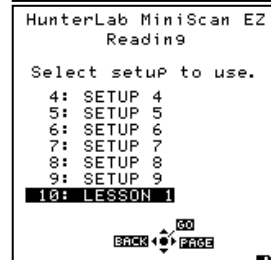 HunterLab MiniScan EZ
Reading
Select setup to use.
4: SETUP 4
5: SETUP 5
6: SETUP 6
7: SETUP 7
8: SETUP 8
9: SETUP 9
10: LESSON 1
GO
BACK PAGE